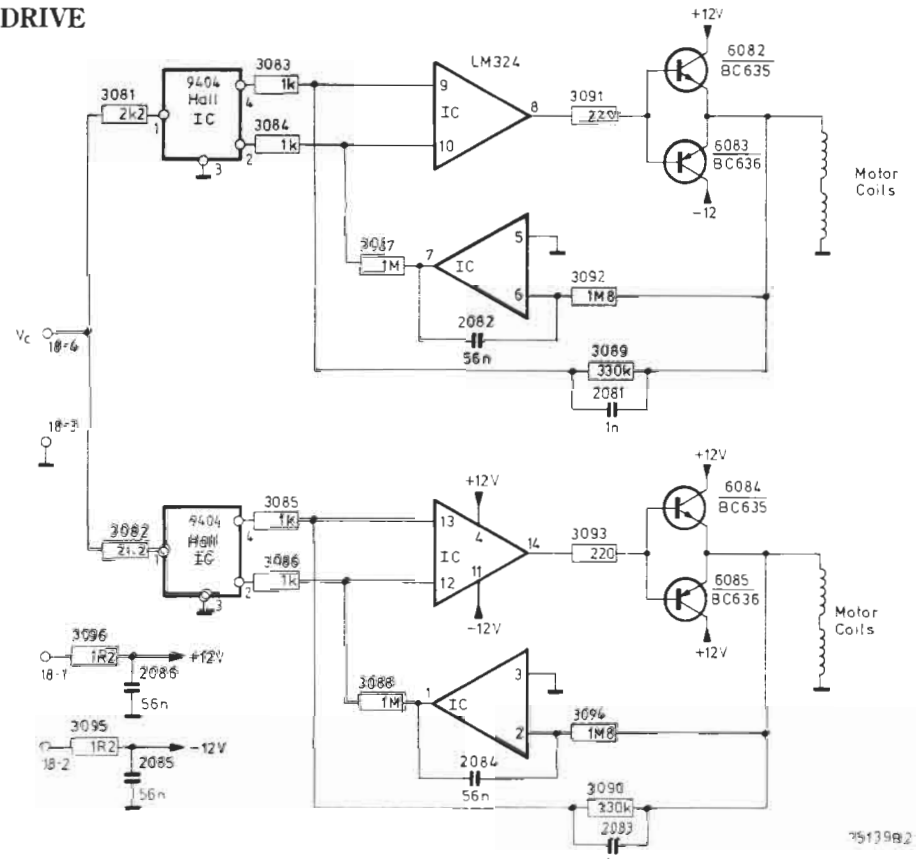 DRIVE
+12V
6082
BC635
LM324
3083
1k
9404
Hall
IC
3081
2k2
1
4
3084
1k
2
3
9
10
IC
8
3091
220
6083
BC636
-12
Motor
Coils
3087
1M
7
5
IC
6
3092
1M8
2082
56n
3089
330k
2081
1n
Vc
18-4
18-3
+12V
6084
BC635
+12V
3085
1k
9404
Hall
IC
3082
2k2
1
4
3086
1k
2
3
13
12
4
IC
11
14
-12V
3093
220
6085
BC636
+12V
Motor
Coils
3096
1R2
+12V
18-1
2086
56n
3088
1M
1
3
IC
2
3094
1M8
3095
1R2
-12V
18-2
2085
56n
2084
56n
3090
330k
2083